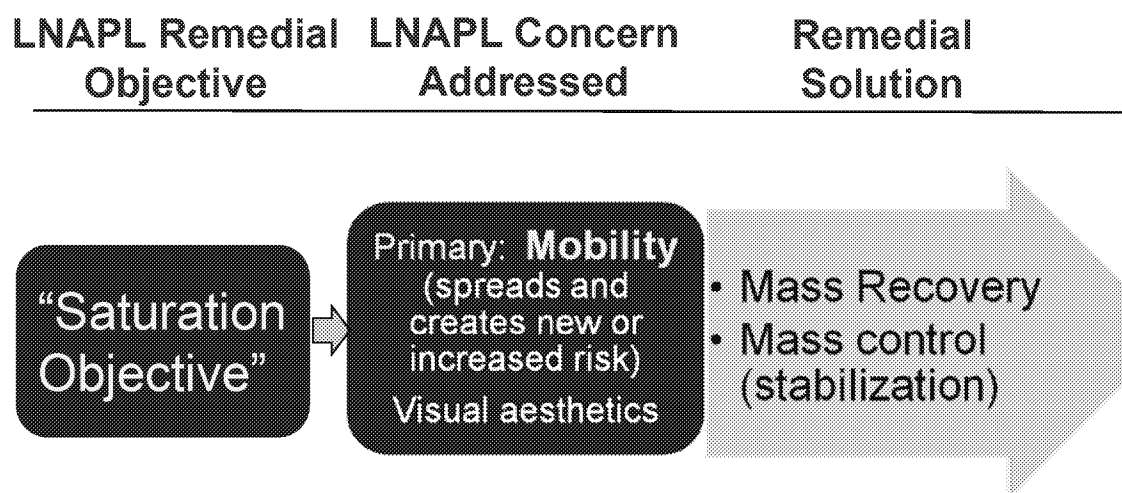 LNAPL Remedial
Objective
LNAPL Concern
Addressed
Remedial
Solution
“Saturation
Objective”
Primary: Mobility
(spreads and
creates new or
increased risk)
Visual aesthetics
• Mass Recovery
• Mass control
(stabilization)